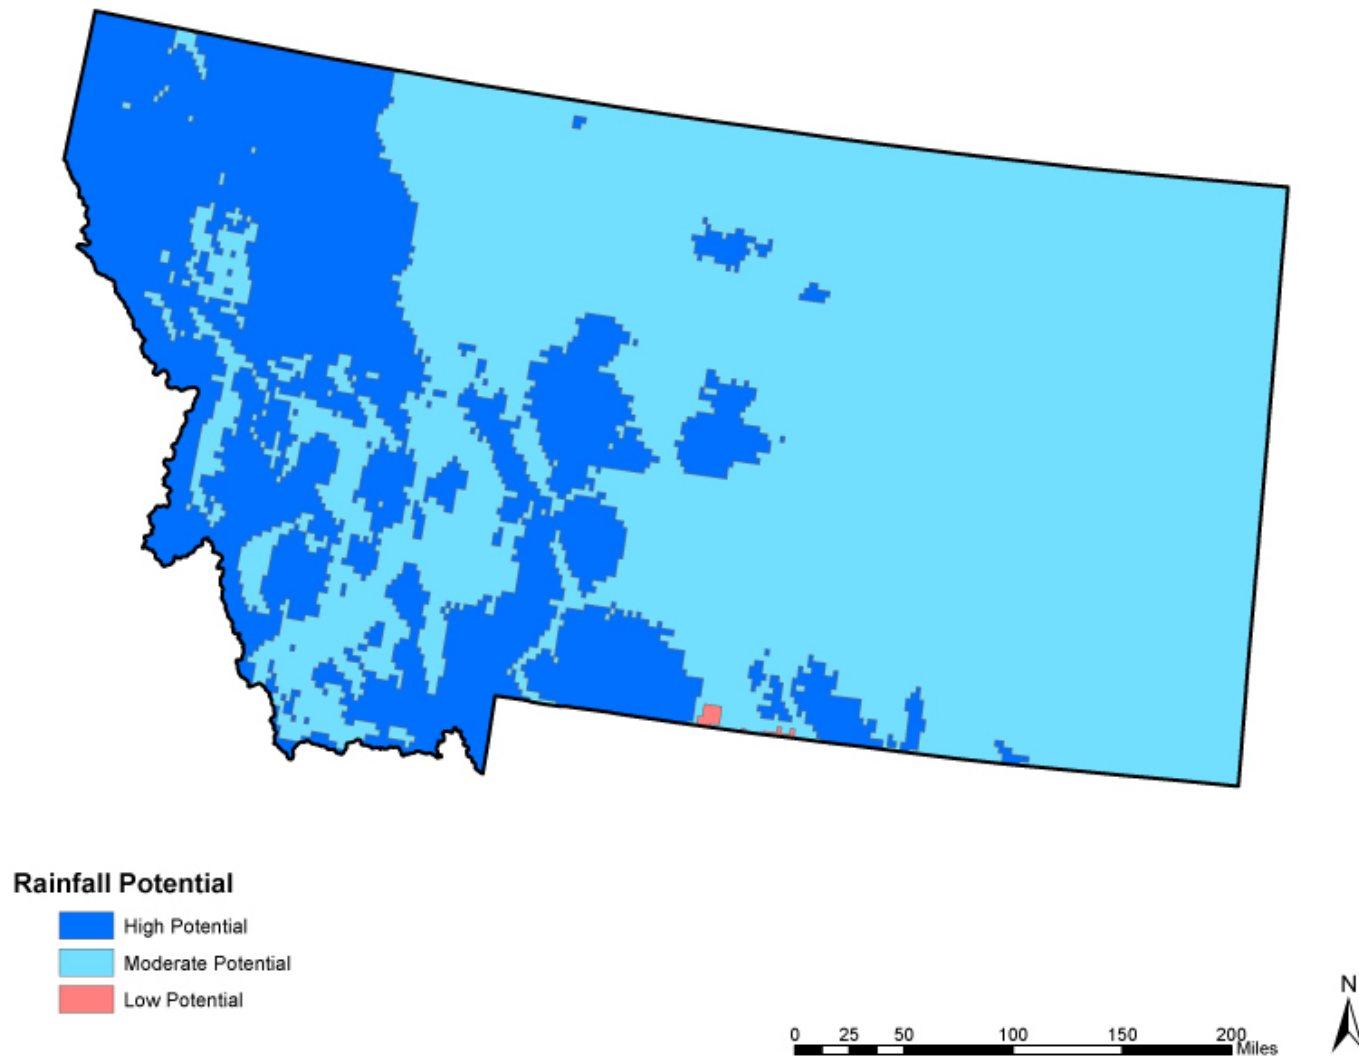 Rainfall Potential
High Potential
Moderate Potential
Low Potential
N
0 25 50 100 150 200
Miles